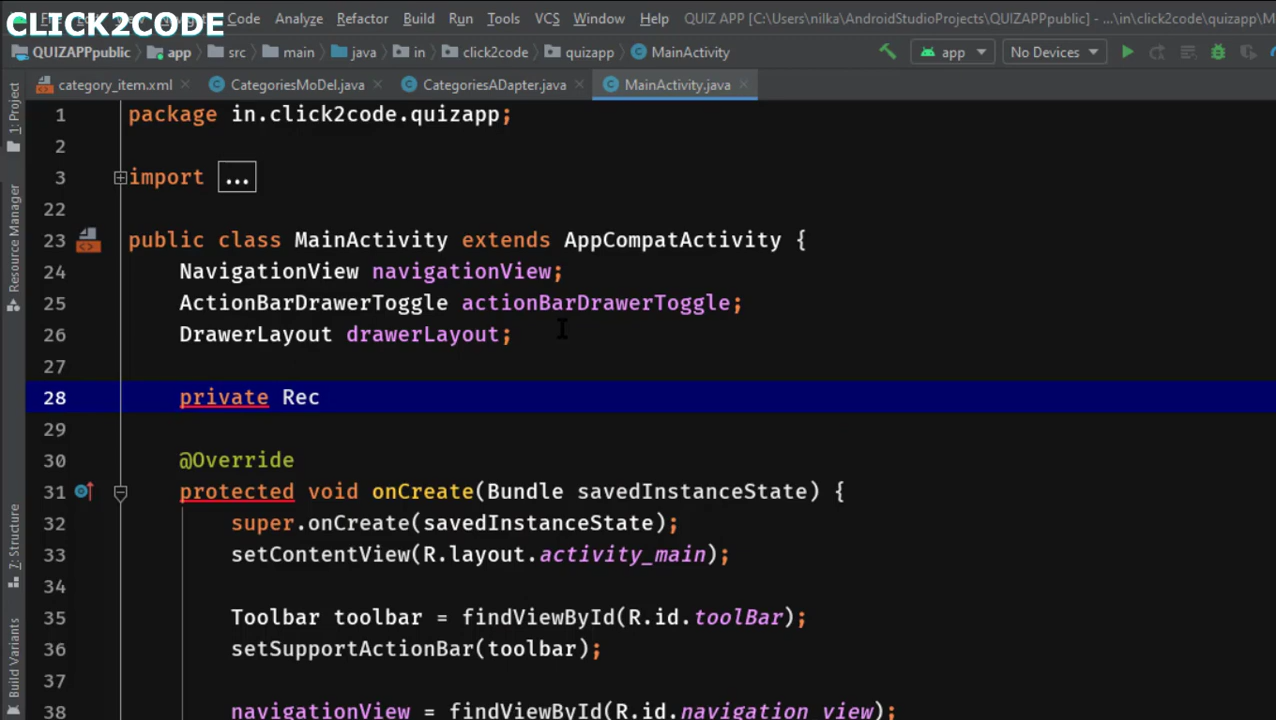 CLICK2CODE
Code Analyze Refactor Build Run Tools VCS Window Help QUIZ APP [C:\Users\nilka\AndroidStudioProjects\QUIZAPPpublic] - ...\in\click2code\quizapp\M
QUIZAPPpublic app src main java in click2code quizapp MainActivity app No Devices
category_item.xml CategoriesMoDel.java CategoriesADapter.java MainActivity.java
1: Project
Resource Manager
7: Structure
Build Variants
1 package in.click2code.quizapp;
2
3 import ...
22
23 public class MainActivity extends AppCompatActivity {
24 NavigationView navigationView;
25 ActionBarDrawerToggle actionBarDrawerToggle;
26 DrawerLayout drawerLayout;
27
28 private Rec
29
30 @Override
31 protected void onCreate(Bundle savedInstanceState) {
32 super.onCreate(savedInstanceState);
33 setContentView(R.layout.activity_main);
34
35 Toolbar toolbar = findViewById(R.id.toolBar);
36 setSupportActionBar(toolbar);
37
38 navigationView = findViewById(R.id.navigation_view);